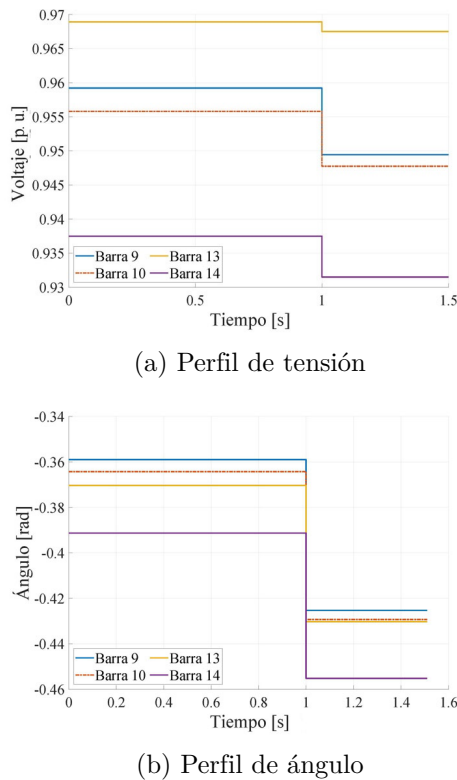 0.97
0.965
0.96
0.955
0.95
0.945
0.94
0.935
0.93
Voltaje [p. u.]
Barra 9 Barra 13
Barra 10 Barra 14
0 0.5 1 1.5
Tiempo [s]
(a) Perfil de tensión
-0.34
-0.36
-0.38
-0.4
-0.42
-0.44
-0.46
Ángulo [rad]
Barra 9 Barra 13
Barra 10 Barra 14
0 0.2 0.4 0.6 0.8 1 1.2 1.4 1.6
Tiempo [s]
(b) Perfil de ángulo